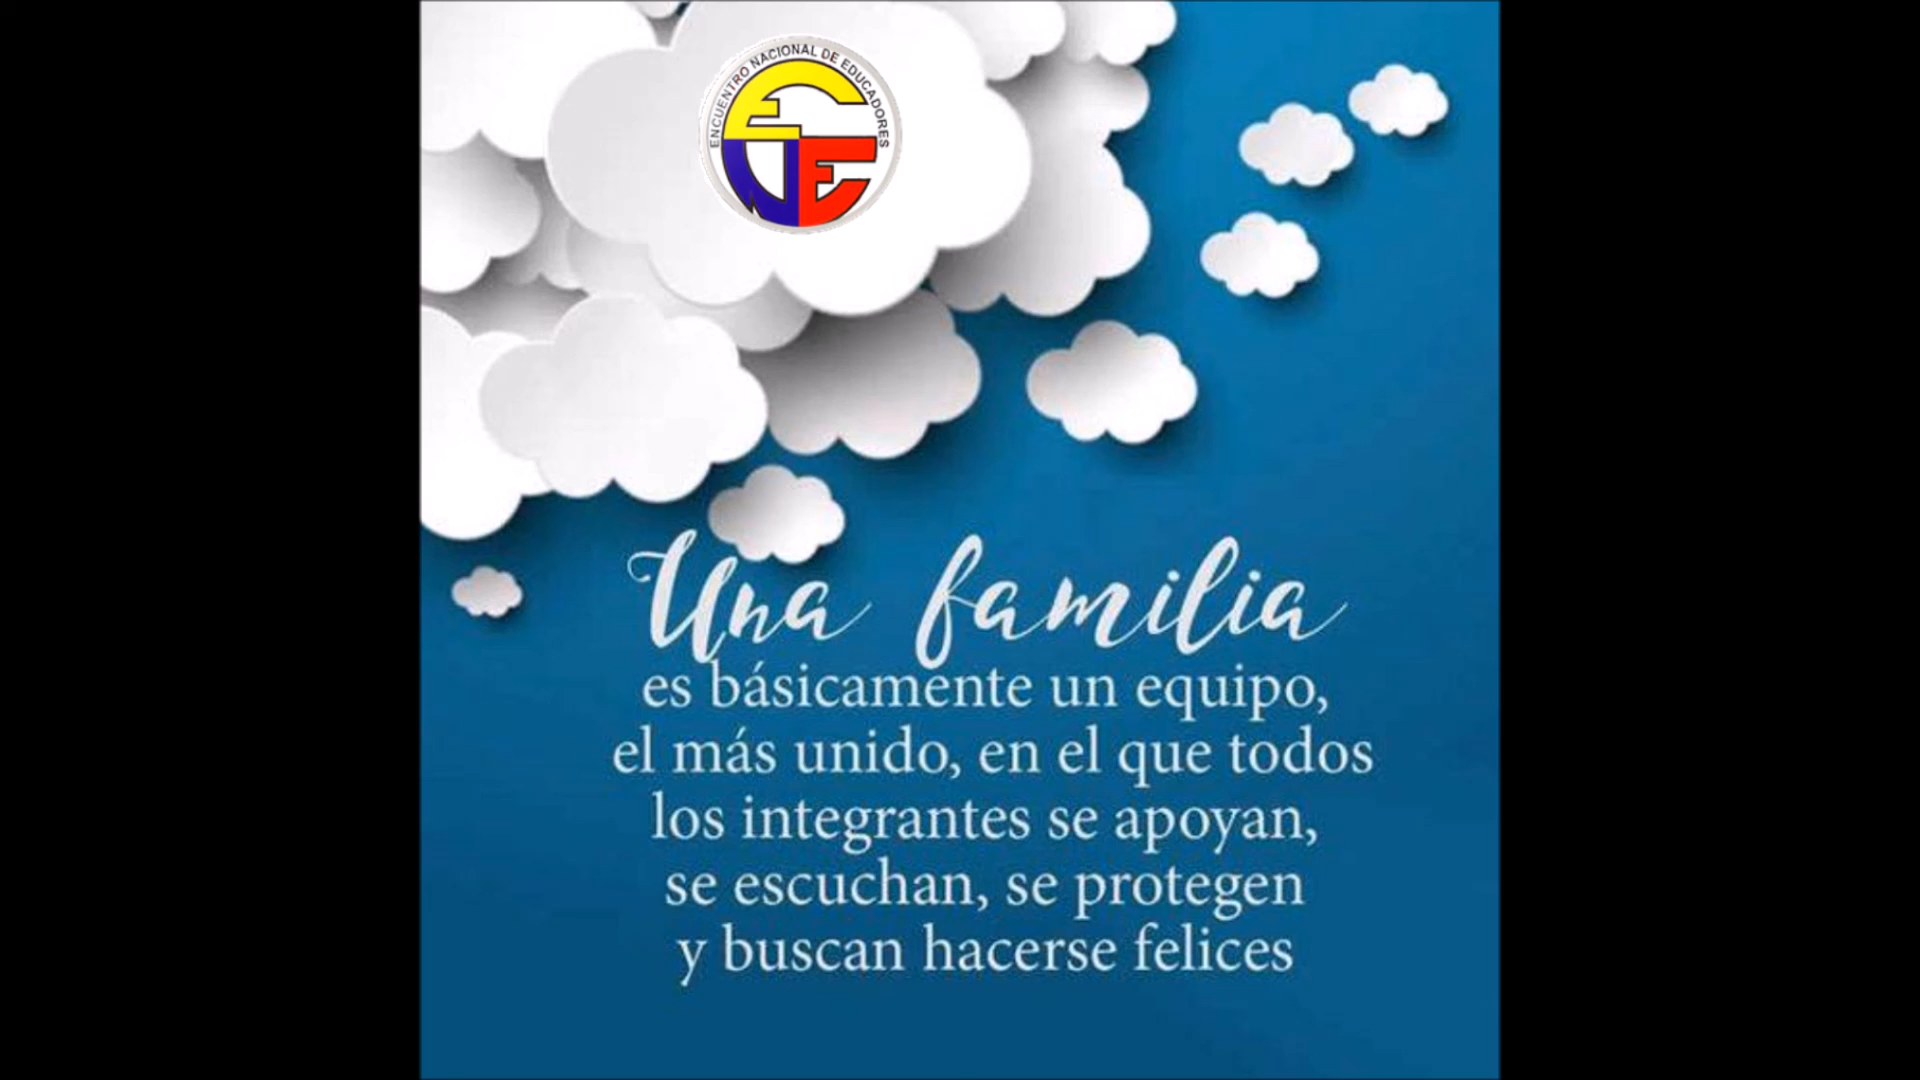 ENCUENTRO NACIONAL DE EDUCADORES
ENE
Una familia
es básicamente un equipo,
el más unido, en el que todos
los integrantes se apoyan,
se escuchan, se protegen
y buscan hacerse felices